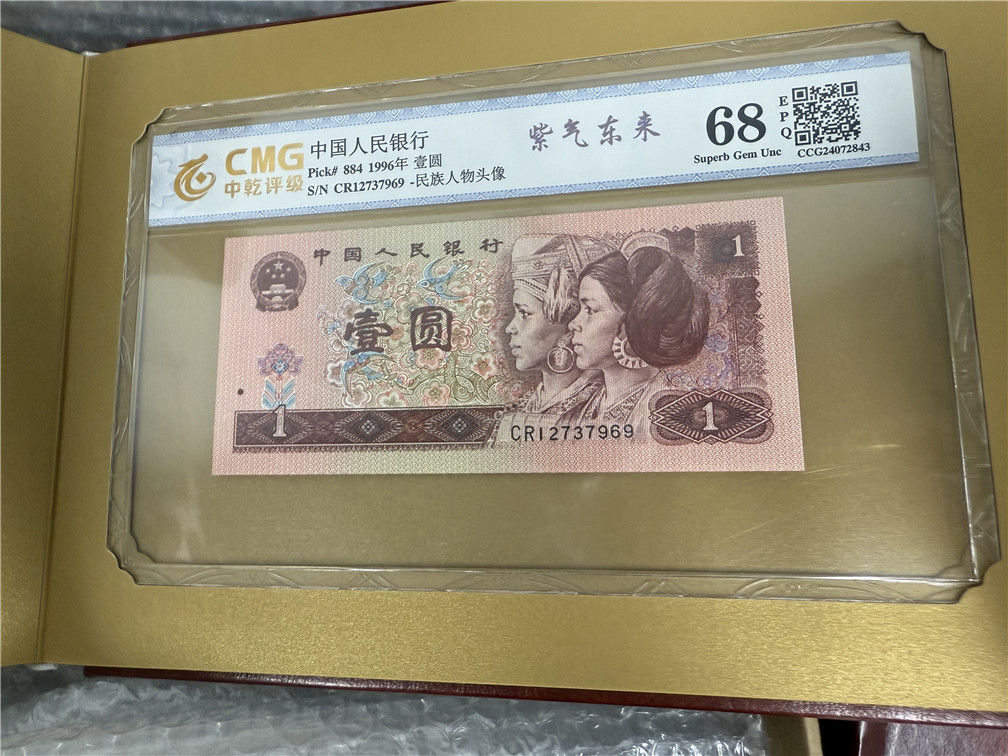 CMG
中乾评级
中国人民银行
Pick# 884 1996年 壹圆
S/N CR12737969 -民族人物头像
紫气东来
68
EPQ
Superb Gem Unc
CCG24072843
中国人民银行
1
壹圆
1
CR12737969
1